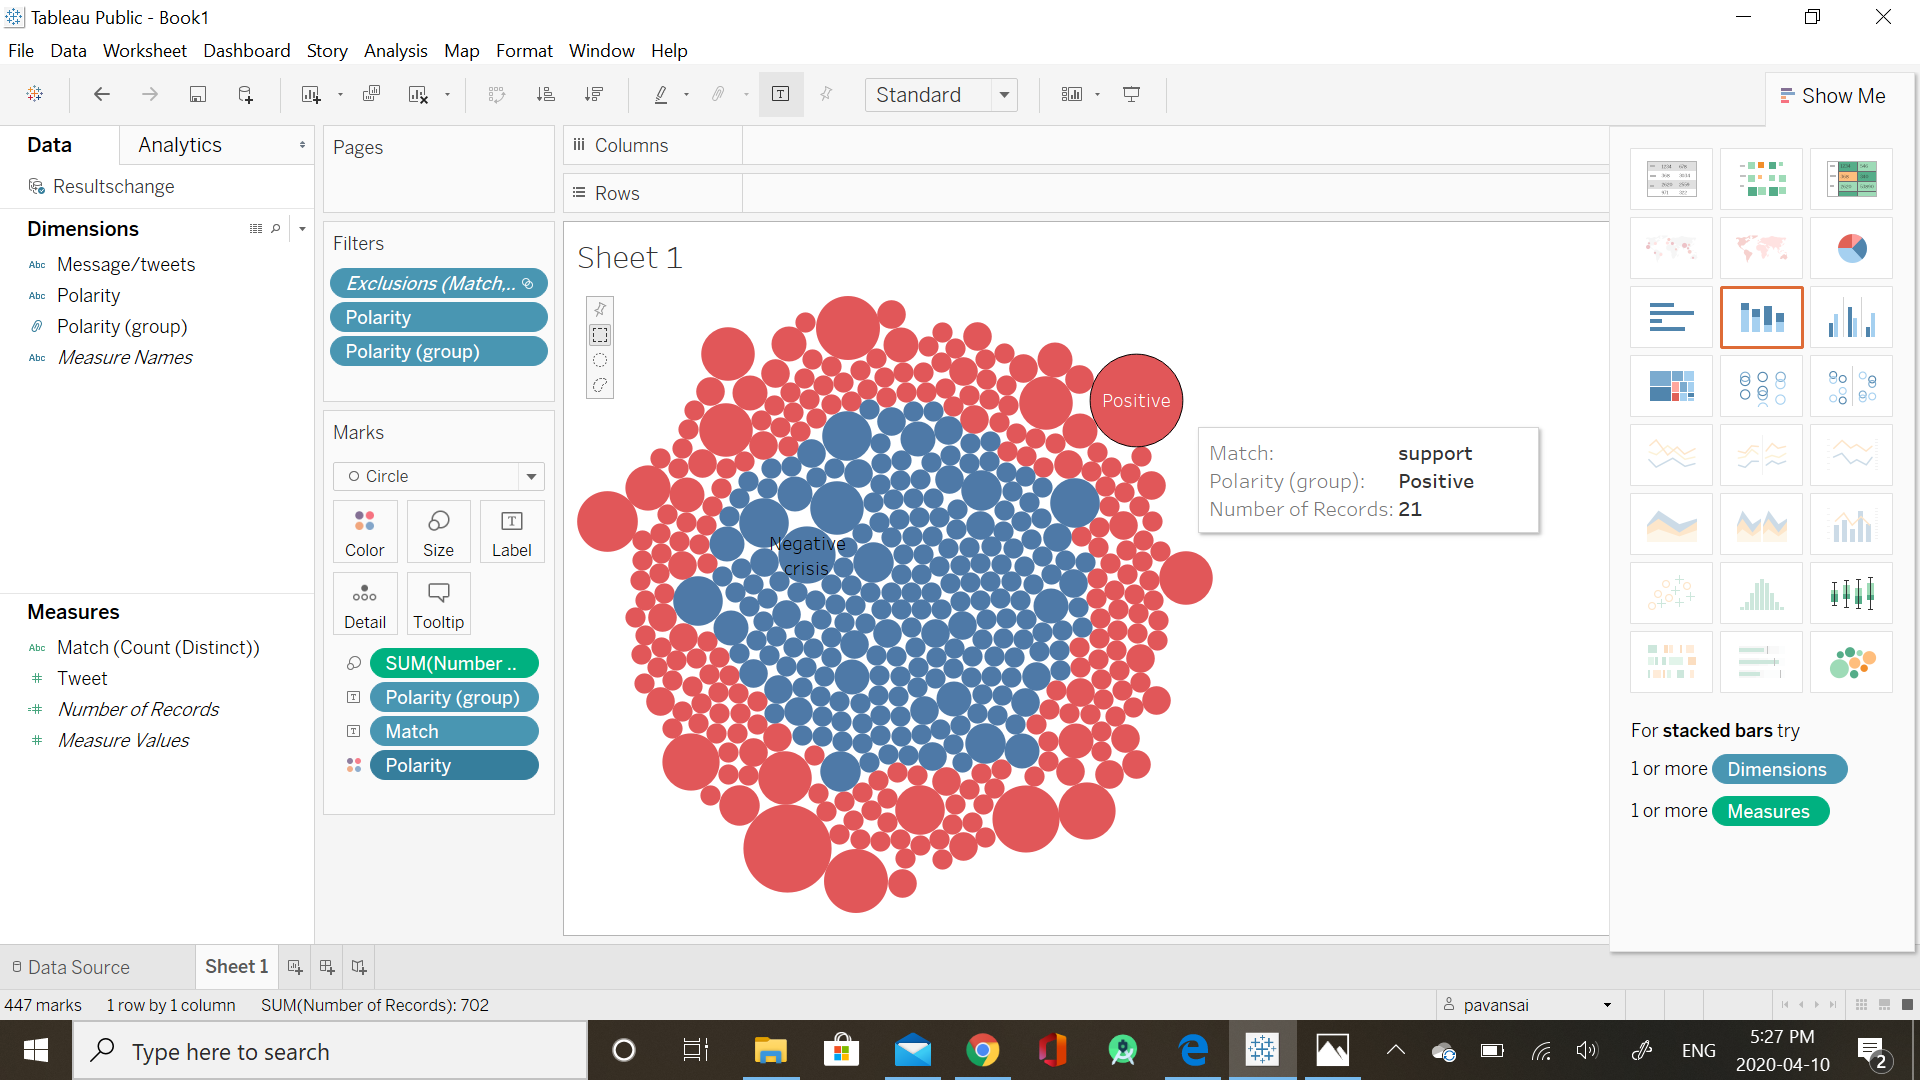 Tableau Public - Book1
File Data Worksheet Dashboard Story Analysis Map Format Window Help
Standard
Show Me
Data Analytics
Resultschange
Dimensions
Abc Message/tweets
Abc Polarity
Polarity (group)
Abc Measure Names
Measures
Abc Match (Count (Distinct))
# Tweet
=# Number of Records
# Measure Values
Pages
Filters
Exclusions (Match,..
Polarity
Polarity (group)
Marks
Circle
Color Size Label
Detail Tooltip
SUM(Number ..
Polarity (group)
Match
Polarity
Columns
Rows
Sheet 1
Positive
Negative
crisis
Match: support
Polarity (group): Positive
Number of Records: 21
For stacked bars try
1 or more Dimensions
1 or more Measures
Data Source Sheet 1
447 marks 1 row by 1 column SUM(Number of Records): 702
pavansai
Type here to search
ENG
5:27 PM
2020-04-10
2